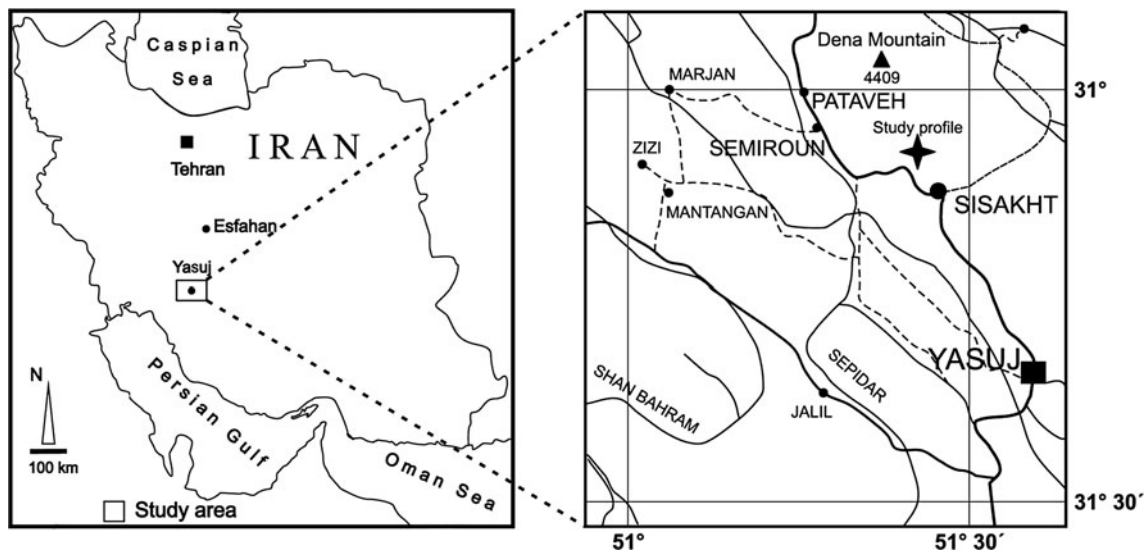 Caspian
Sea
IRAN
Tehran
Esfahan
Yasuj
Persian Gulf
Oman Sea
N
100 km
Study area
Dena Mountain
4409
MARJAN
PATAVEH
31°
Study profile
SEMIROUN
ZIZI
MANTANGAN
SISAKHT
YASUJ
SEPIDAR
SHAN BAHRAM
JALIL
31° 30´
51°
51° 30´